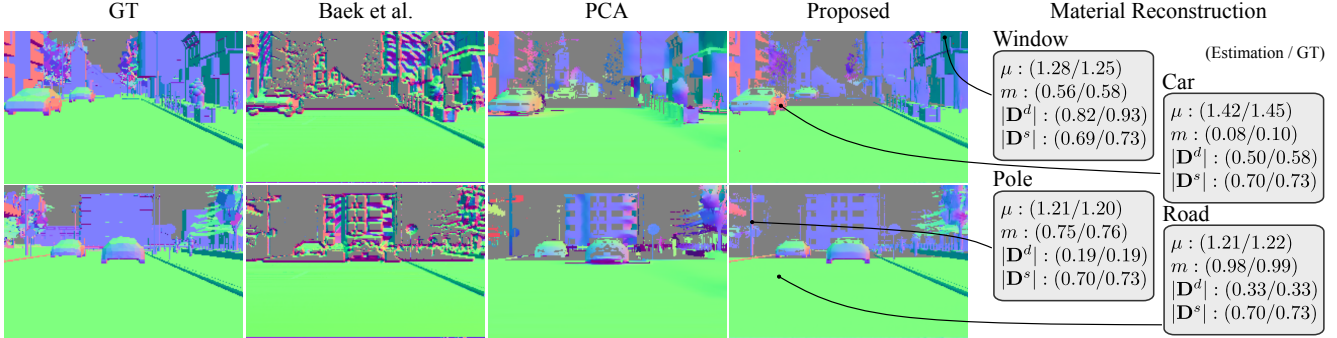 GT
Baek et al.
PCA
Proposed
Material Reconstruction
(Estimation / GT)
Window
μ : (1.28/1.25)
m : (0.56/0.58)
|D^d| : (0.82/0.93)
|D^s| : (0.69/0.73)
Car
μ : (1.42/1.45)
m : (0.08/0.10)
|D^d| : (0.50/0.58)
|D^s| : (0.70/0.73)
Pole
μ : (1.21/1.20)
m : (0.75/0.76)
|D^d| : (0.19/0.19)
|D^s| : (0.70/0.73)
Road
μ : (1.21/1.22)
m : (0.98/0.99)
|D^d| : (0.33/0.33)
|D^s| : (0.70/0.73)